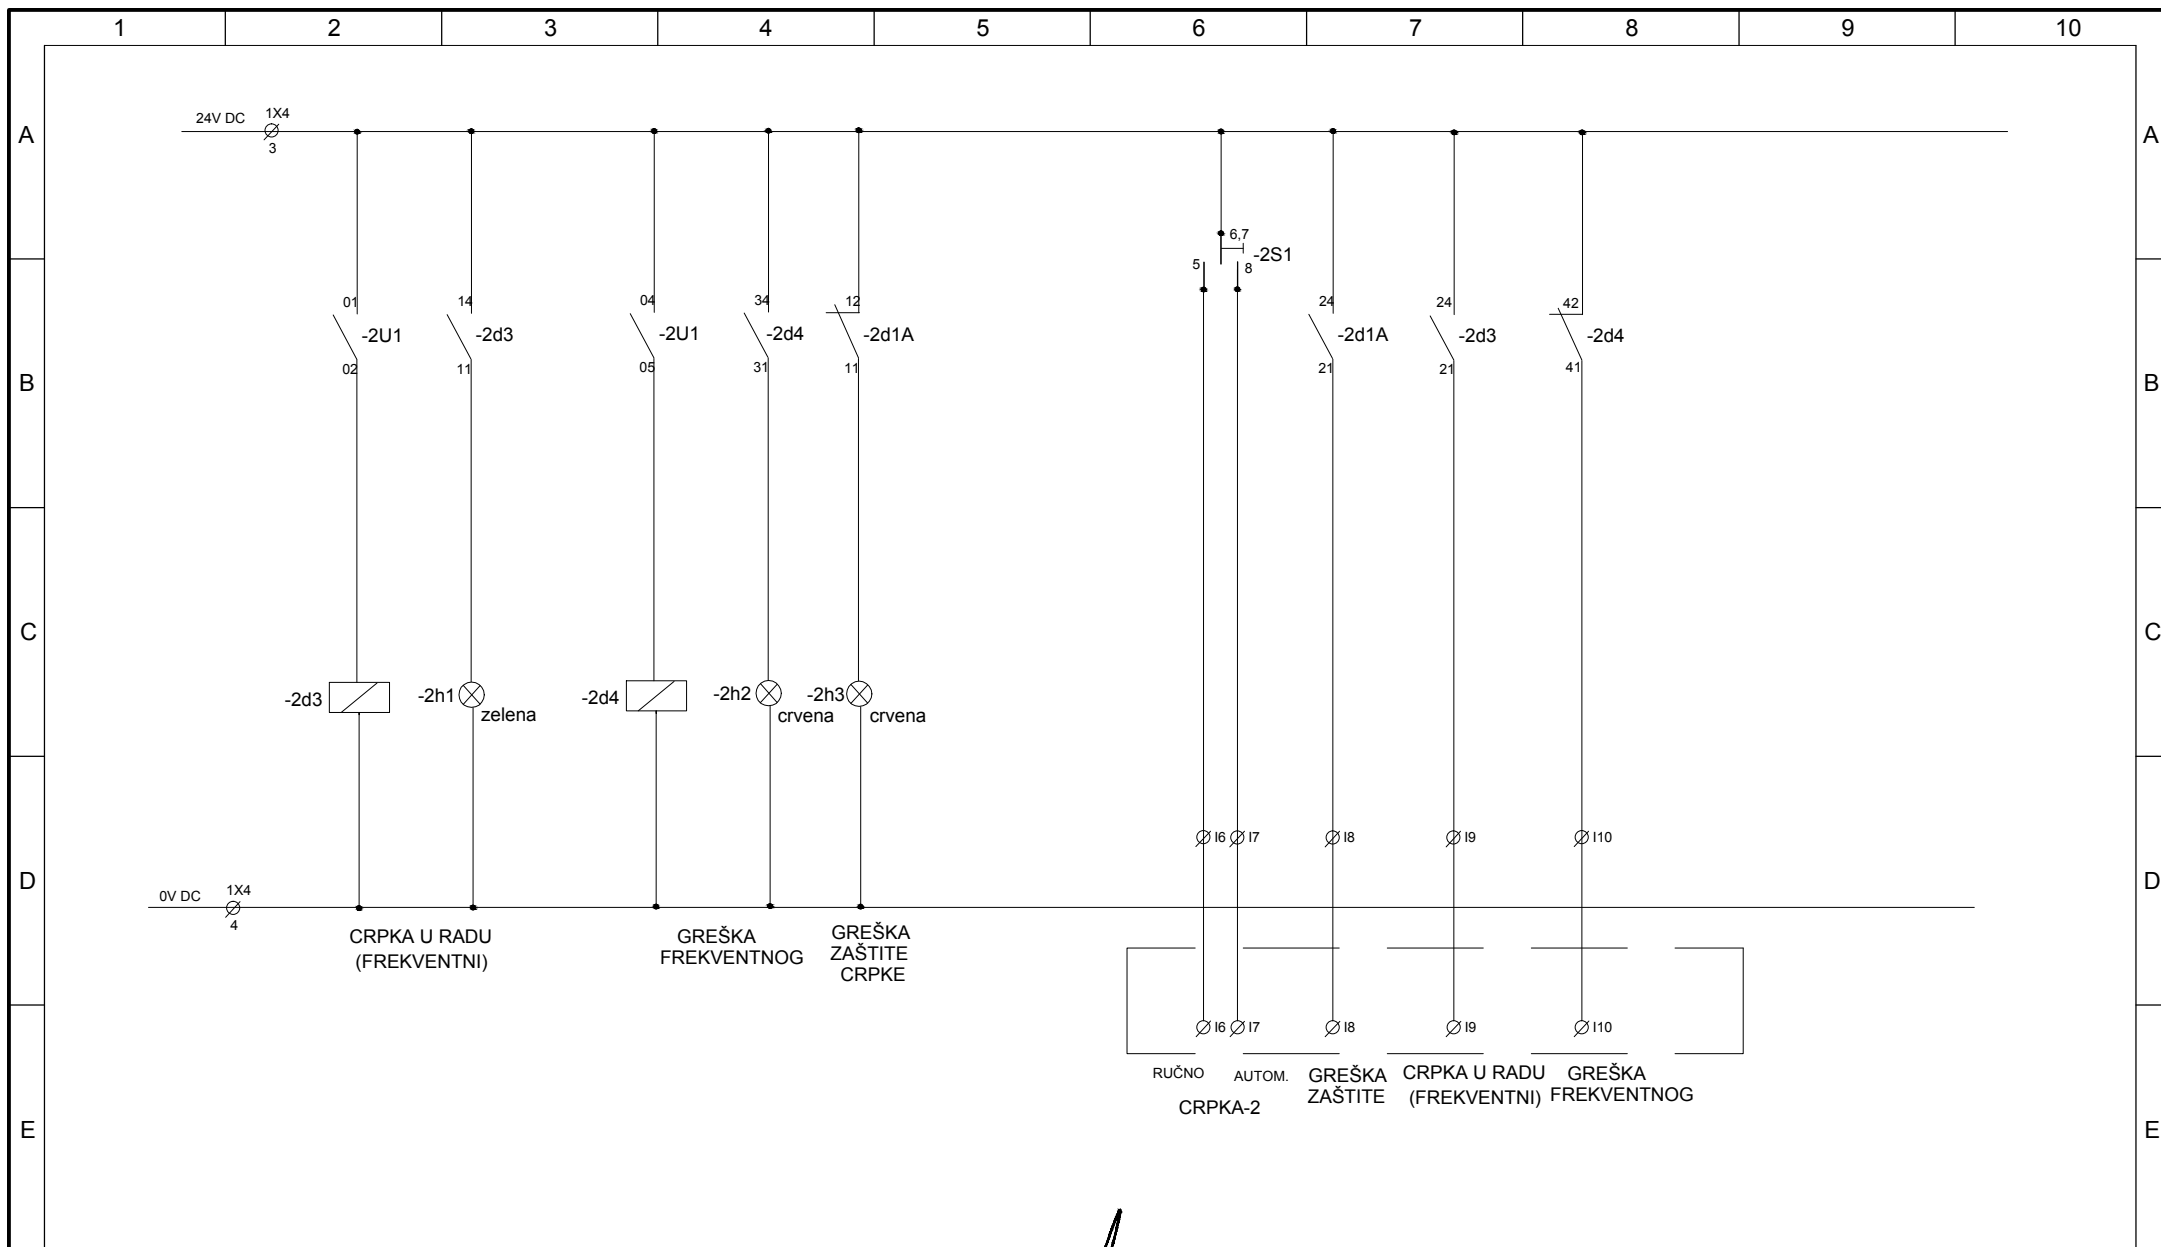 1 2 3 4 5 6 7 8 9 10
A A
24V DC 1X4
3
6,7
-2S1
5 8
B B
01 14 04 34 12 24 24 42
-2U1 -2d3 -2U1 -2d4 -2d1A -2d1A -2d3 -2d4
02 11 05 31 11 21 21 41
C C
-2d3 -2h1 -2d4 -2h2 -2h3
zelena crvena crvena
I6 I7 I8 I9 I10
D D
0V DC 1X4
4
CRPKA U RADU
(FREKVENTNI)
GREŠKA
FREKVENTNOG
GREŠKA
ZAŠTITE
CRPKE
I6 I7 I8 I9 I10
RUČNO AUTOM.
CRPKA-2
GREŠKA
ZAŠTITE
CRPKA U RADU
(FREKVENTNI)
GREŠKA
FREKVENTNOG
E E